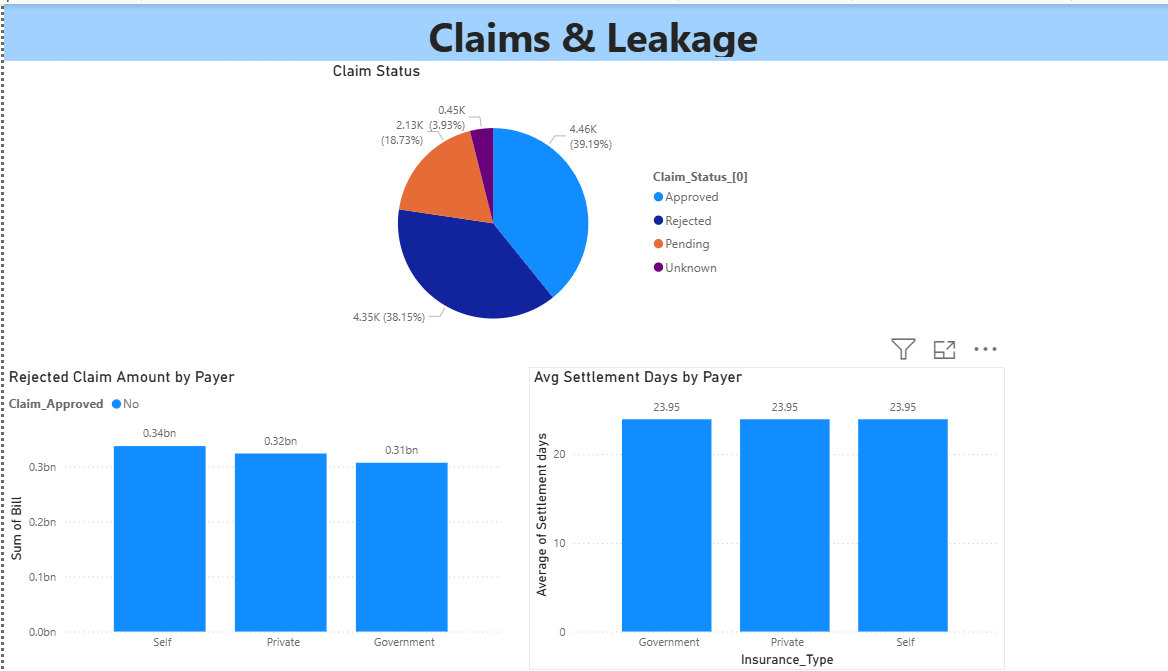 Claims & Leakage
Claim Status
0.45K
(3.93%)
2.13K
(18.73%)
4.46K
(39.19%)
4.35K (38.15%)
Claim_Status_[0]
Approved
Rejected
Pending
Unknown
Rejected Claim Amount by Payer
Claim_Approved No
0.34bn
0.32bn
0.31bn
0.3bn
0.2bn
0.1bn
0.0bn
Sum of Bill
Self Private Government
Avg Settlement Days by Payer
23.95 23.95 23.95
20
10
0
Average of Settlement days
Government Private Self
Insurance_Type